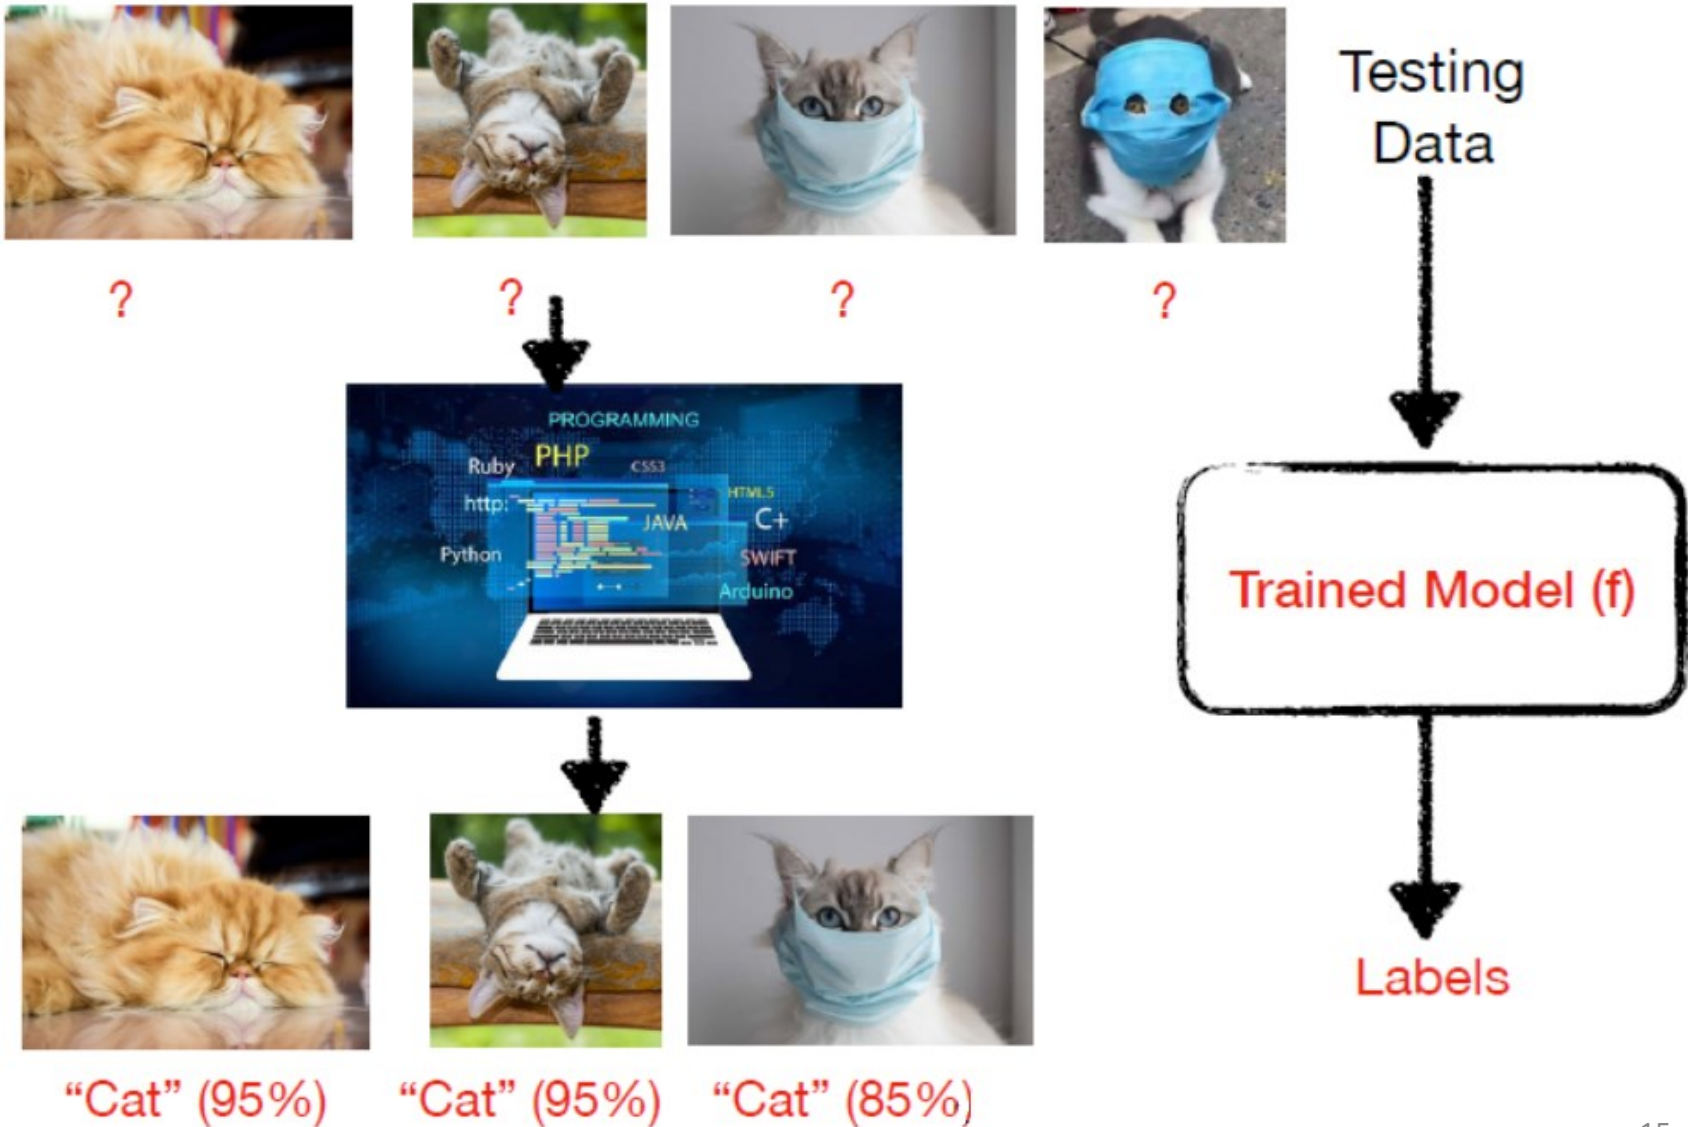 Testing
Data
?
?
?
?
PROGRAMMING
PHP
Ruby
CSS3
http:
HTML5
JAVA
C+
Python
SWIFT
Arduino
Trained Model (f)
Labels
“Cat” (95%)
“Cat” (95%)
“Cat” (85%)